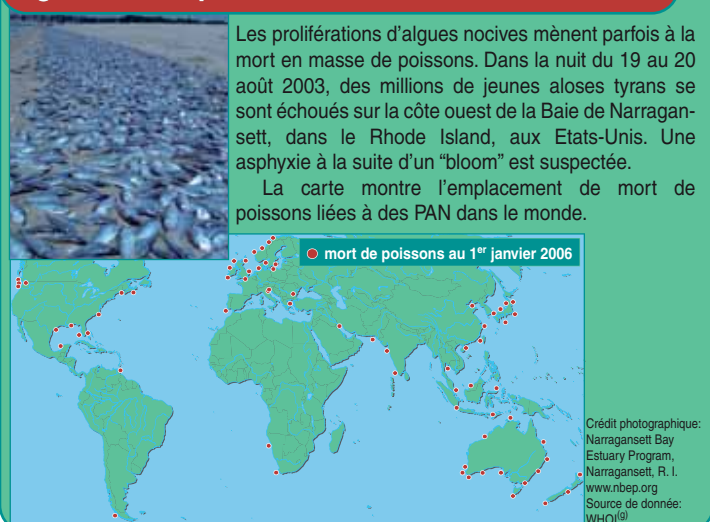 Les proliférations d'algues nocives mènent parfois à la
mort en masse de poissons. Dans la nuit du 19 au 20
août 2003, des millions de jeunes aloses tyrans se
sont échoués sur la côte ouest de la Baie de Narragan-
sett, dans le Rhode Island, aux Etats-Unis. Une
asphyxie à la suite d'un “bloom” est suspectée.
La carte montre l'emplacement de mort de
poissons liées à des PAN dans le monde.
mort de poissons au 1er janvier 2006
Crédit photographique:
Narragansett Bay
Estuary Program,
Narragansett, R. I.
www.nbep.org
Source de donnée:
WHOI(g)